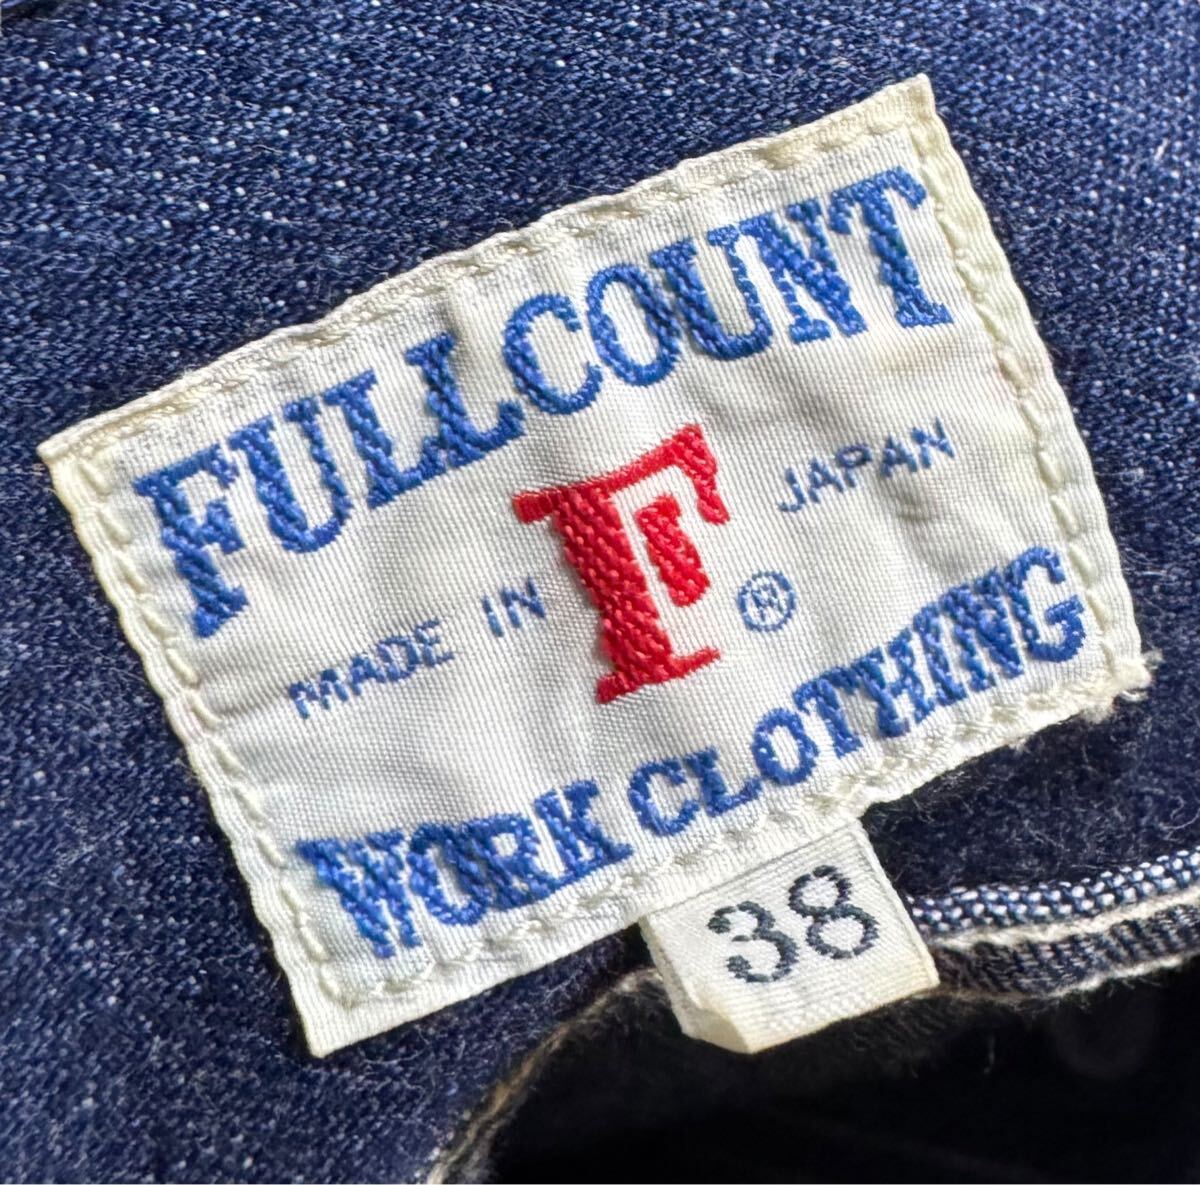 FULLCOUNT
MADE IN F JAPAN
®
WORK CLOTHING
38